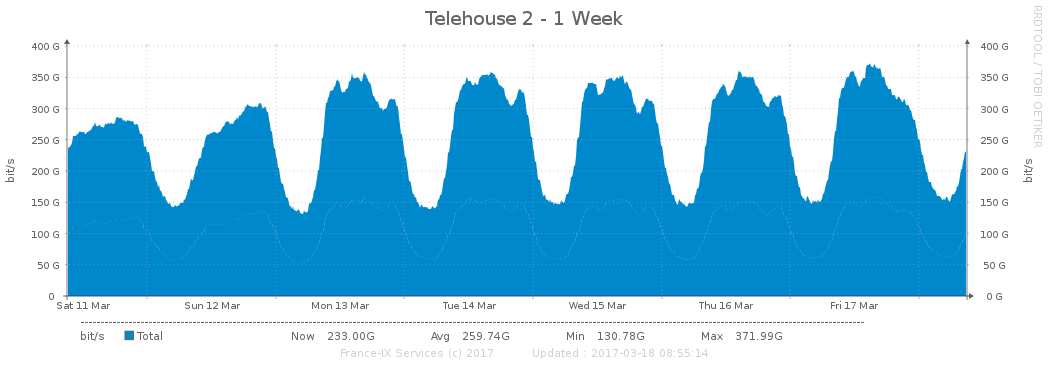 Telehouse 2 - 1 Week
RRDTOOL / TOBI OETIKER
400 G 400 G
350 G 350 G
300 G 300 G
250 G 250 G
200 G 200 G
150 G 150 G
100 G 100 G
50 G 50 G
0 0 G
bit/s bit/s
Sat 11 Mar Sun 12 Mar Mon 13 Mar Tue 14 Mar Wed 15 Mar Thu 16 Mar Fri 17 Mar
bit/s Total Now 233.00G Avg 259.74G Min 130.78G Max 371.99G
France-IX Services (c) 2017 Updated : 2017-03-18 08:55:14